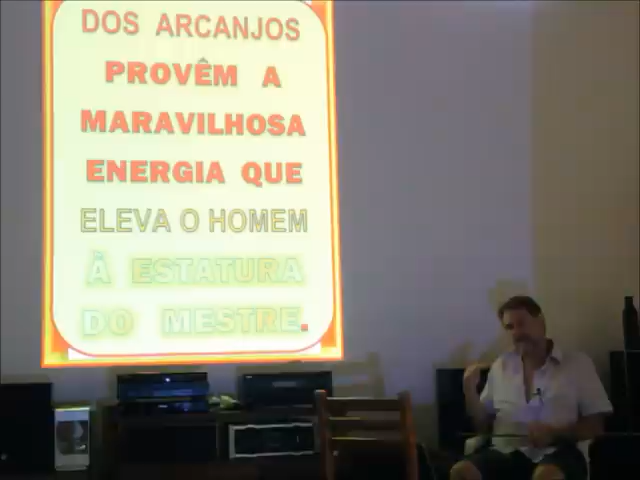 DOS ARCANJOS
PROVÊM A
MARAVILHOSA
ENERGIA QUE
ELEVA O HOMEM
À ESTATURA
DO MESTRE.